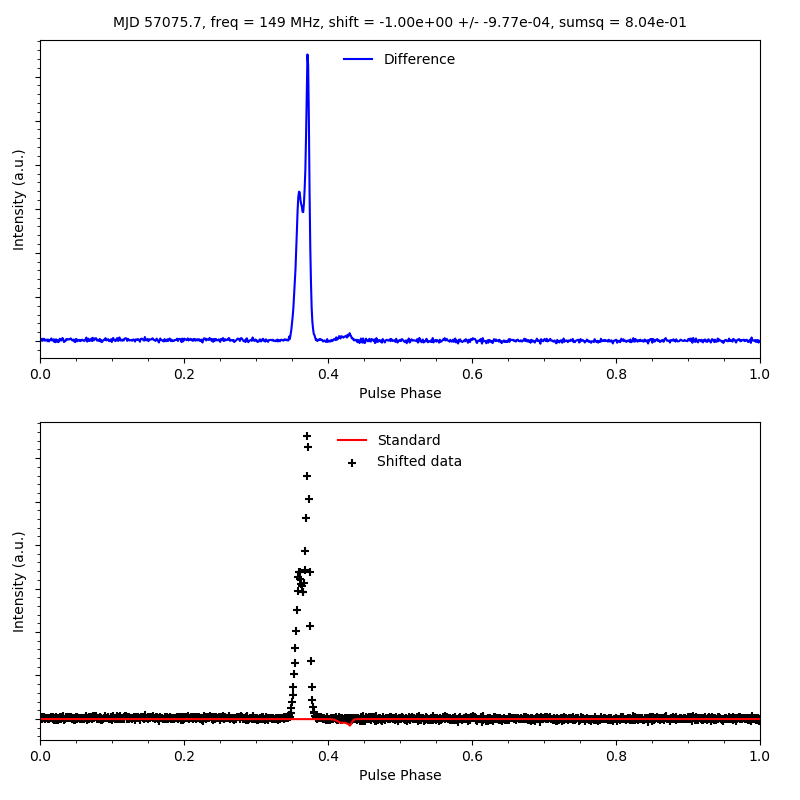 MJD 57075.7, freq = 149 MHz, shift = -1.00e+00 +/- -9.77e-04, sumsq = 8.04e-01
Difference
Intensity (a.u.)
0.0 0.2 0.4 0.6 0.8 1.0
Pulse Phase
Standard
Shifted data
Intensity (a.u.)
0.0 0.2 0.4 0.6 0.8 1.0
Pulse Phase